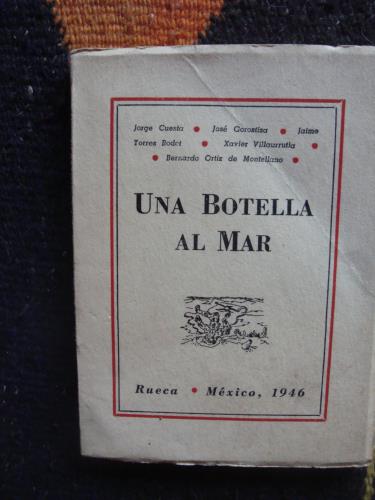 Jorge Cuesta • José Gorostiza • Jaime
Torres Bodet • Xavier Villaurrutia •
• Bernardo Ortiz de Montellano •
UNA BOTELLA
AL MAR
Rueca • México, 1946